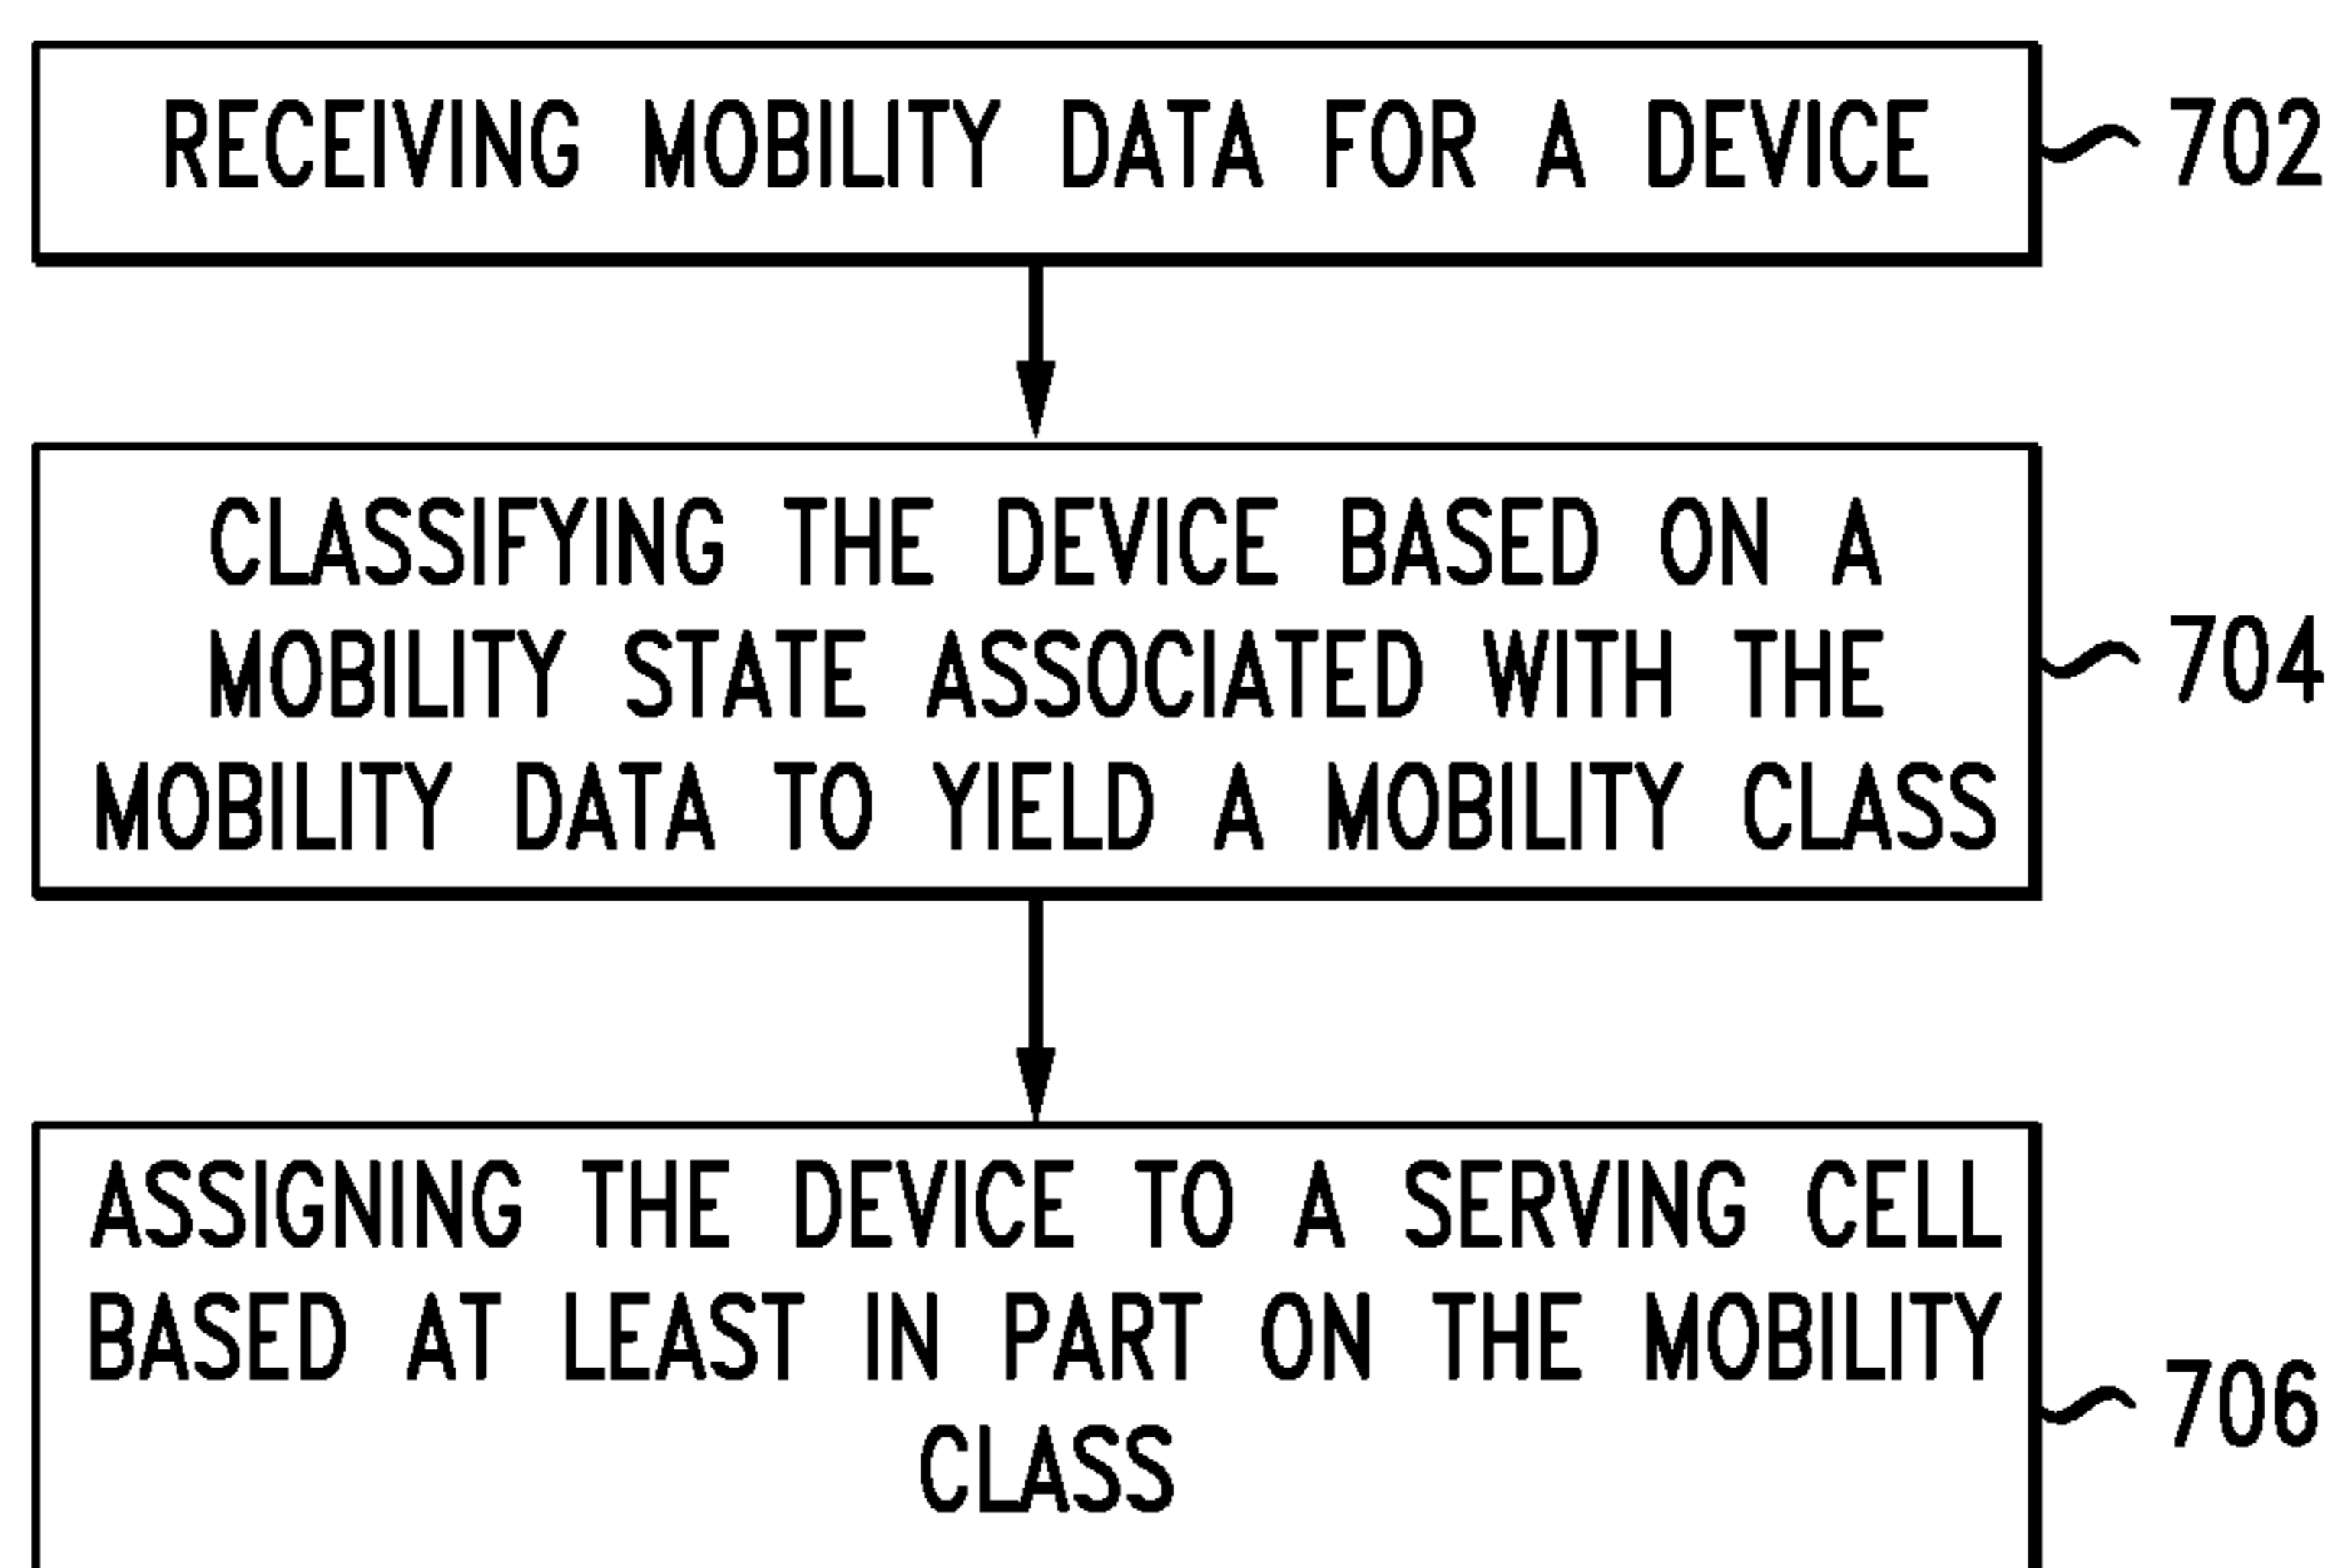 RECEIVING MOBILITY DATA FOR A DEVICE
702
CLASSIFYING THE DEVICE BASED ON A
MOBILITY STATE ASSOCIATED WITH THE
MOBILITY DATA TO YIELD A MOBILITY CLASS
704
ASSIGNING THE DEVICE TO A SERVING CELL
BASED AT LEAST IN PART ON THE MOBILITY
CLASS
706